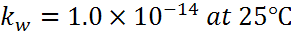 k_w = 1.0 × 10^{-14} at 25°C